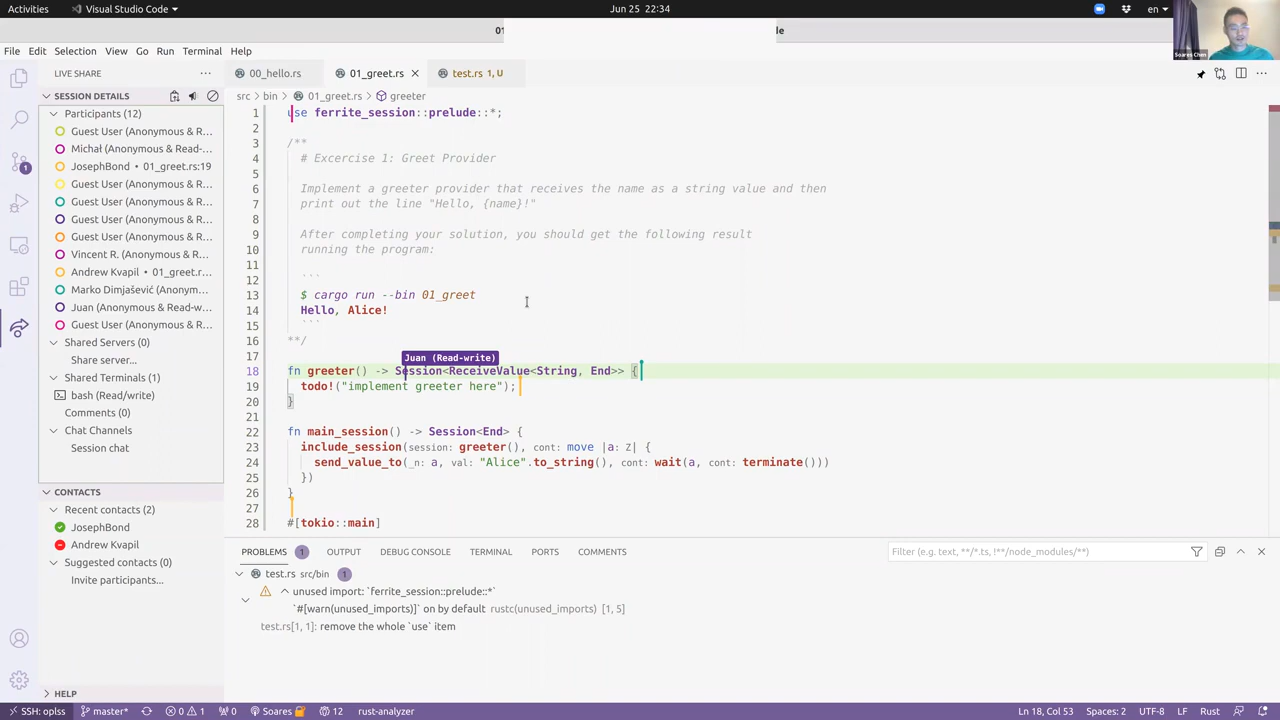 Activities
Visual Studio Code
Jun 25 22:34
en
01
de
Soares Chen
File Edit Selection View Go Run Terminal Help
LIVE SHARE
00_hello.rs
01_greet.rs
test.rs 1, U
SESSION DETAILS
src > bin > 01_greet.rs > greeter
Participants (12)
Guest User (Anonymous & R...
Michał (Anonymous & Read-...
JosephBond • 01_greet.rs:19
Guest User (Anonymous & R...
Guest User (Anonymous & R...
Guest User (Anonymous & R...
Guest User (Anonymous & R...
Vincent R. (Anonymous & R...
Andrew Kvapil • 01_greet.r...
Marko Dimjašević (Anonym...
Juan (Anonymous & Read-w...
Guest User (Anonymous & R...
Shared Servers (0)
Share server...
Shared Terminals (1)
bash (Read/write)
Comments (0)
Chat Channels
Session chat
CONTACTS
Recent contacts (2)
JosephBond
Andrew Kvapil
Suggested contacts (0)
Invite participants...
HELP
1 use ferrite_session::prelude::*;
2
3 /**
4 # Excercise 1: Greet Provider
5
6 Implement a greeter provider that receives the name as a string value and then
7 print out the line "Hello, {name}!"
8
9 After completing your solution, you should get the following result
10 running the program:
11
12 ```
13 $ cargo run --bin 01_greet
14 Hello, Alice!
15 ```
16 **/
17
Juan (Read-write)
18 fn greeter() -> Session<ReceiveValue<String, End>> {
19 todo!("implement greeter here");
20 }
21
22 fn main_session() -> Session<End> {
23 include_session(session: greeter(), cont: move |a: Z| {
24 send_value_to(_n: a, val: "Alice".to_string(), cont: wait(a, cont: terminate()))
25 })
26 }
27
28 #[tokio::main]
PROBLEMS 1 OUTPUT DEBUG CONSOLE TERMINAL PORTS COMMENTS
Filter (e.g. text, **/*.ts, !**/node_modules/**)
test.rs src/bin 1
unused import: `ferrite_session::prelude::*`
`#[warn(unused_imports)]` on by default rustc(unused_imports) [1, 5]
test.rs[1, 1]: remove the whole `use` item
SSH: oplss master* 0 1 0 Soares 12 rust-analyzer
Ln 18, Col 53 Spaces: 2 UTF-8 LF Rust